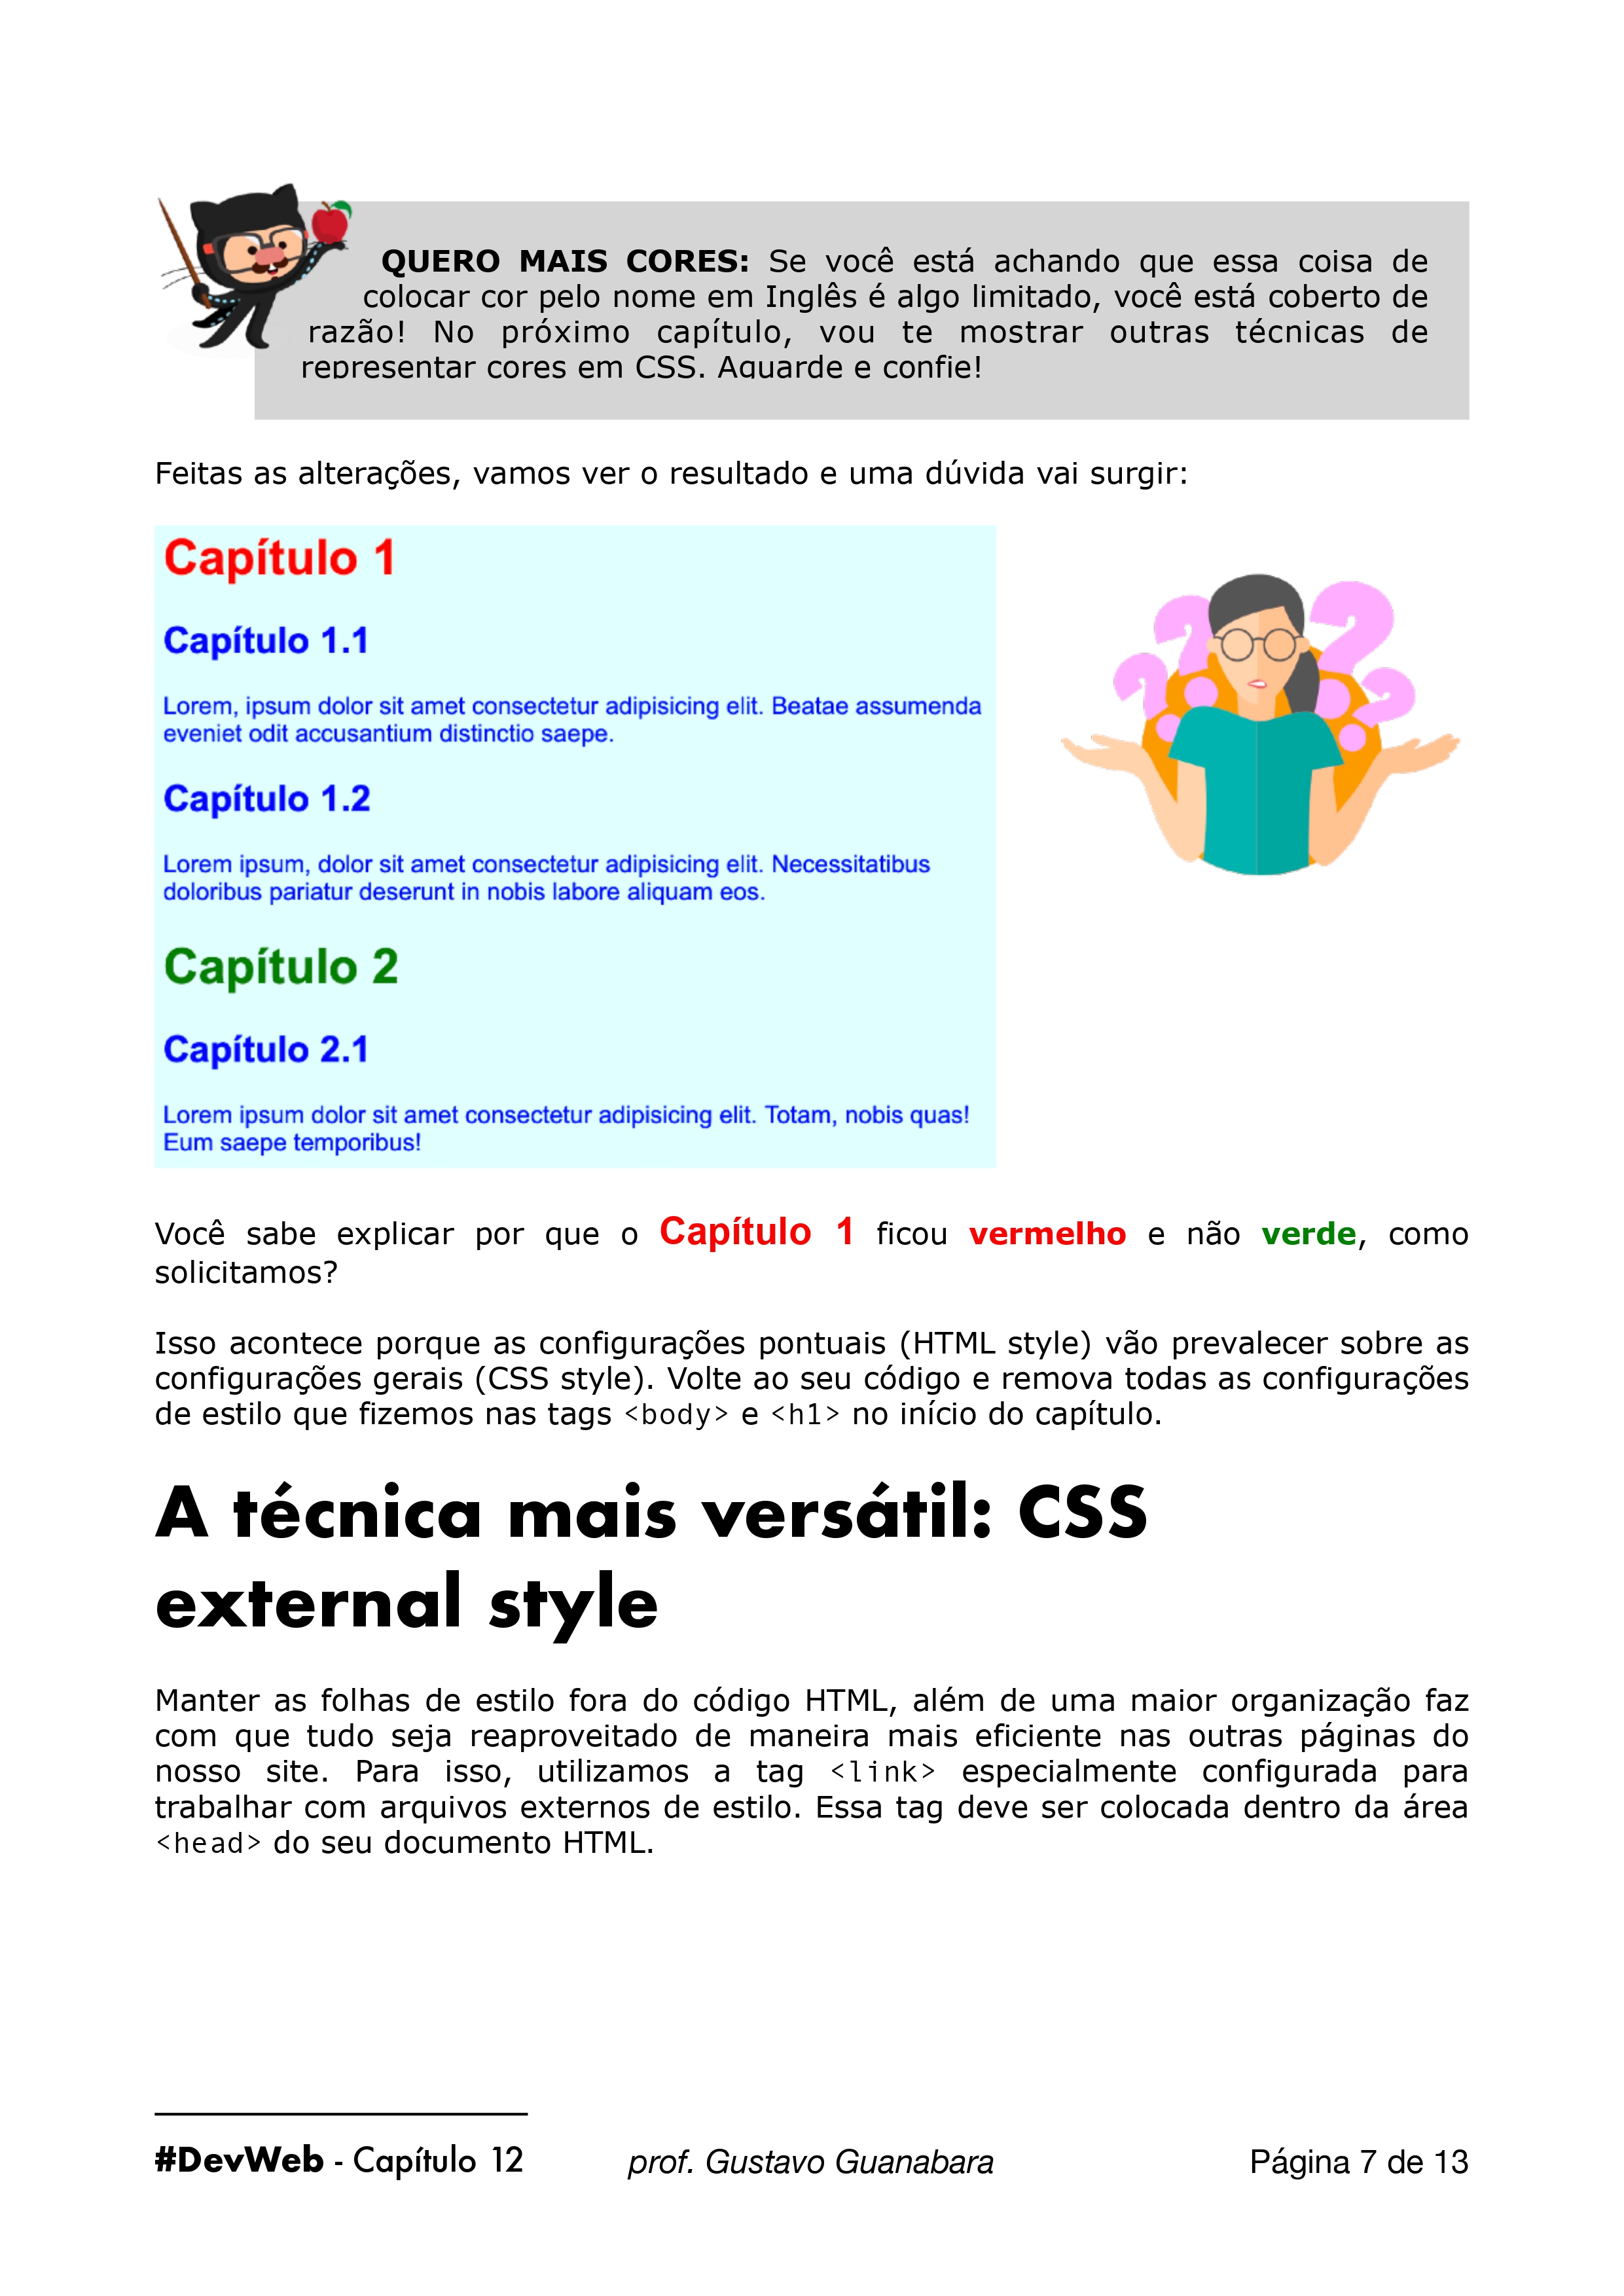 QUERO MAIS CORES: Se você está achando que essa coisa de
colocar cor pelo nome em Inglês é algo limitado, você está coberto de
razão! No próximo capítulo, vou te mostrar outras técnicas de
representar cores em CSS. Aguarde e confie!
Feitas as alterações, vamos ver o resultado e uma dúvida vai surgir:
Capítulo 1
Capítulo 1.1
Lorem, ipsum dolor sit amet consectetur adipisicing elit. Beatae assumenda
eveniet odit accusantium distinctio saepe.
Capítulo 1.2
Lorem ipsum, dolor sit amet consectetur adipisicing elit. Necessitatibus
doloribus pariatur deserunt in nobis labore aliquam eos.
Capítulo 2
Capítulo 2.1
Lorem ipsum dolor sit amet consectetur adipisicing elit. Totam, nobis quas!
Eum saepe temporibus!
? ? ? ?
Você sabe explicar por que o Capítulo 1 ficou vermelho e não verde, como
solicitamos?
Isso acontece porque as configurações pontuais (HTML style) vão prevalecer sobre as
configurações gerais (CSS style). Volte ao seu código e remova todas as configurações
de estilo que fizemos nas tags <body> e <h1> no início do capítulo.
A técnica mais versátil: CSS
external style
Manter as folhas de estilo fora do código HTML, além de uma maior organização faz
com que tudo seja reaproveitado de maneira mais eficiente nas outras páginas do
nosso site. Para isso, utilizamos a tag <link> especialmente configurada para
trabalhar com arquivos externos de estilo. Essa tag deve ser colocada dentro da área
<head> do seu documento HTML.
#DevWeb - Capítulo 12 prof. Gustavo Guanabara Página 7 de 13